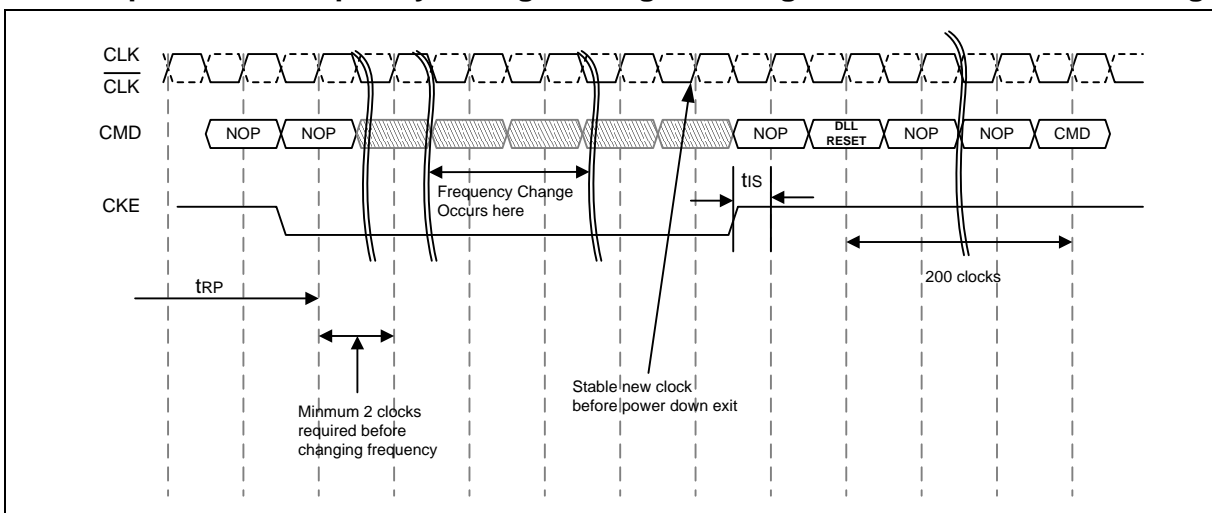 CLK
CLK
CMD
NOP
NOP
NOP
DLL
RESET
NOP
NOP
CMD
CKE
Frequency Change
Occurs here
tIS
200 clocks
tRP
Minmum 2 clocks
required before
changing frequency
Stable new clock
before power down exit